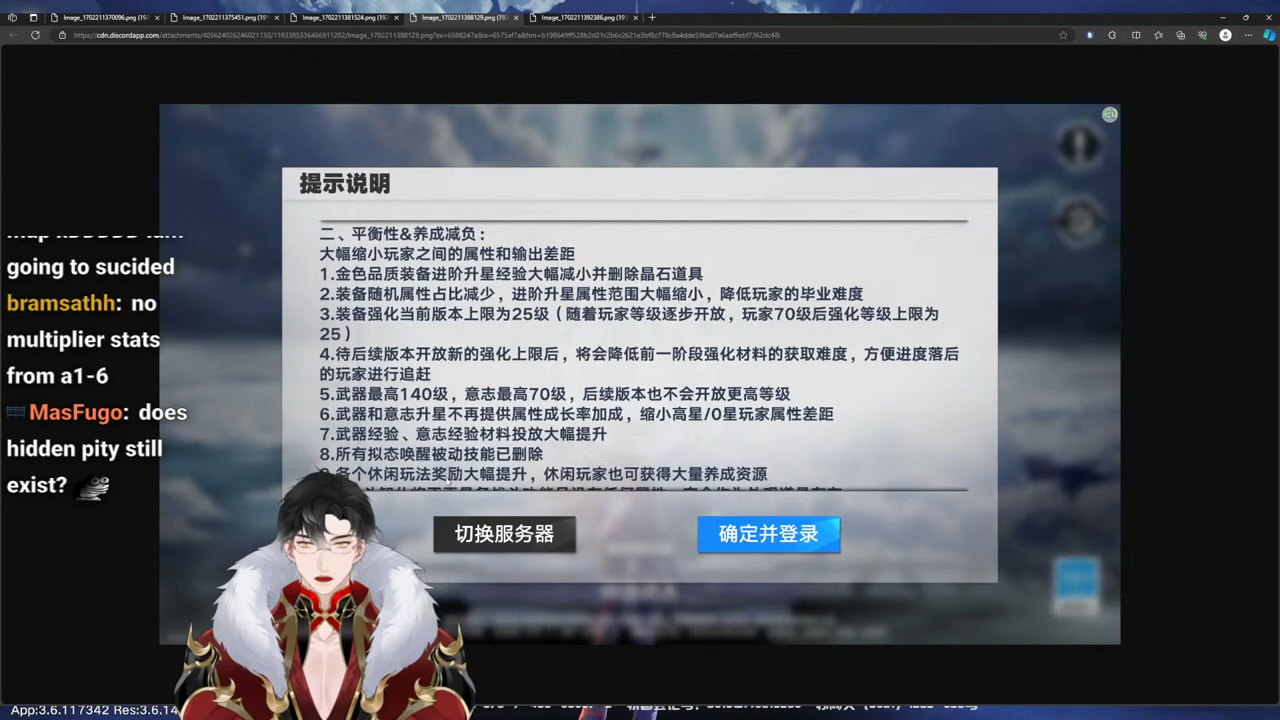 Image_1702211370096.png (192
Image_1702211375451.png (191
Image_1702211381524.png (191
Image_1702211388129.png (192
Image_1702211392386.png (191
going to sucided
bramsathh: no
multiplier stats
from a1-6
MasFugo: does
hidden pity still
exist?
提示说明
二、平衡性&养成减负：
大幅缩小玩家之间的属性和输出差距
1.金色品质装备进阶升星经验大幅减小并删除晶石道具
2.装备随机属性占比减少，进阶升星属性范围大幅缩小，降低玩家的毕业难度
3.装备强化当前版本上限为25级（随着玩家等级逐步开放，玩家70级后强化等级上限为
25）
4.待后续版本开放新的强化上限后，将会降低前一阶段强化材料的获取难度，方便进度落后
的玩家进行追赶
5.武器最高140级，意志最高70级，后续版本也不会开放更高等级
6.武器和意志升星不再提供属性成长率加成，缩小高星/0星玩家属性差距
7.武器经验、意志经验材料投放大幅提升
8.所有拟态唤醒被动技能已删除
各个休闲玩法奖励大幅提升，休闲玩家也可获得大量养成资源
切换服务器
确定并登录
App:3.6.117342 Res:3.6.14